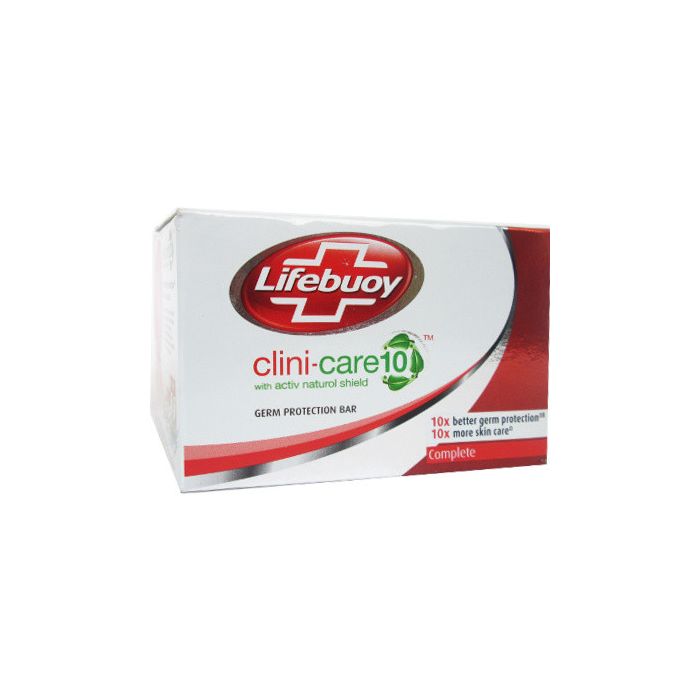 Lifebuoy
clini-care10™
with activ naturol shield
GERM PROTECTION BAR
10x better germ protection
10x more skin care
Complete